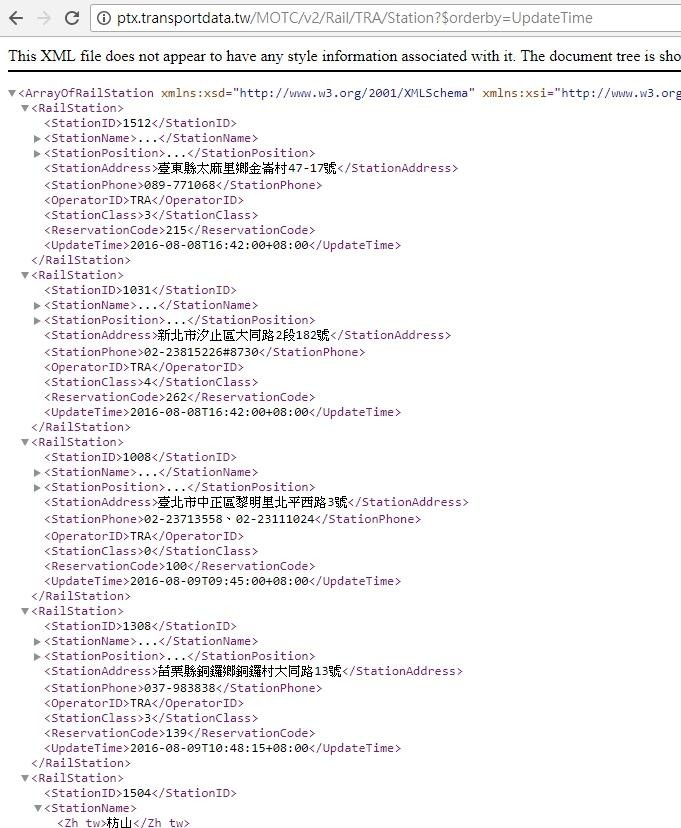 ptx.transportdata.tw/MOTC/v2/Rail/TRA/Station?$orderby=UpdateTime
This XML file does not appear to have any style information associated with it. The document tree is sho
<ArrayOfRailStation xmlns:xsd="http://www.w3.org/2001/XMLSchema" xmlns:xsi="http://www.w3.org
<RailStation>
<StationID>1512</StationID>
<StationName>...</StationName>
<StationPosition>...</StationPosition>
<StationAddress>臺東縣太麻里鄉金崙村47-17號</StationAddress>
<StationPhone>089-771068</StationPhone>
<OperatorID>TRA</OperatorID>
<StationClass>3</StationClass>
<ReservationCode>215</ReservationCode>
<UpdateTime>2016-08-08T16:42:00+08:00</UpdateTime>
</RailStation>
<RailStation>
<StationID>1031</StationID>
<StationName>...</StationName>
<StationPosition>...</StationPosition>
<StationAddress>新北市汐止區大同路2段182號</StationAddress>
<StationPhone>02-23815226#8730</StationPhone>
<OperatorID>TRA</OperatorID>
<StationClass>4</StationClass>
<ReservationCode>262</ReservationCode>
<UpdateTime>2016-08-08T16:42:00+08:00</UpdateTime>
</RailStation>
<RailStation>
<StationID>1008</StationID>
<StationName>...</StationName>
<StationPosition>...</StationPosition>
<StationAddress>臺北市中正區黎明里北平西路3號</StationAddress>
<StationPhone>02-23713558、02-23111024</StationPhone>
<OperatorID>TRA</OperatorID>
<StationClass>0</StationClass>
<ReservationCode>100</ReservationCode>
<UpdateTime>2016-08-09T09:45:00+08:00</UpdateTime>
</RailStation>
<RailStation>
<StationID>1308</StationID>
<StationName>...</StationName>
<StationPosition>...</StationPosition>
<StationAddress>苗栗縣銅鑼鄉銅鑼村大同路13號</StationAddress>
<StationPhone>037-983838</StationPhone>
<OperatorID>TRA</OperatorID>
<StationClass>3</StationClass>
<ReservationCode>139</ReservationCode>
<UpdateTime>2016-08-09T10:48:15+08:00</UpdateTime>
</RailStation>
<RailStation>
<StationID>1504</StationID>
<StationName>
<Zh_tw>枋山</Zh_tw>